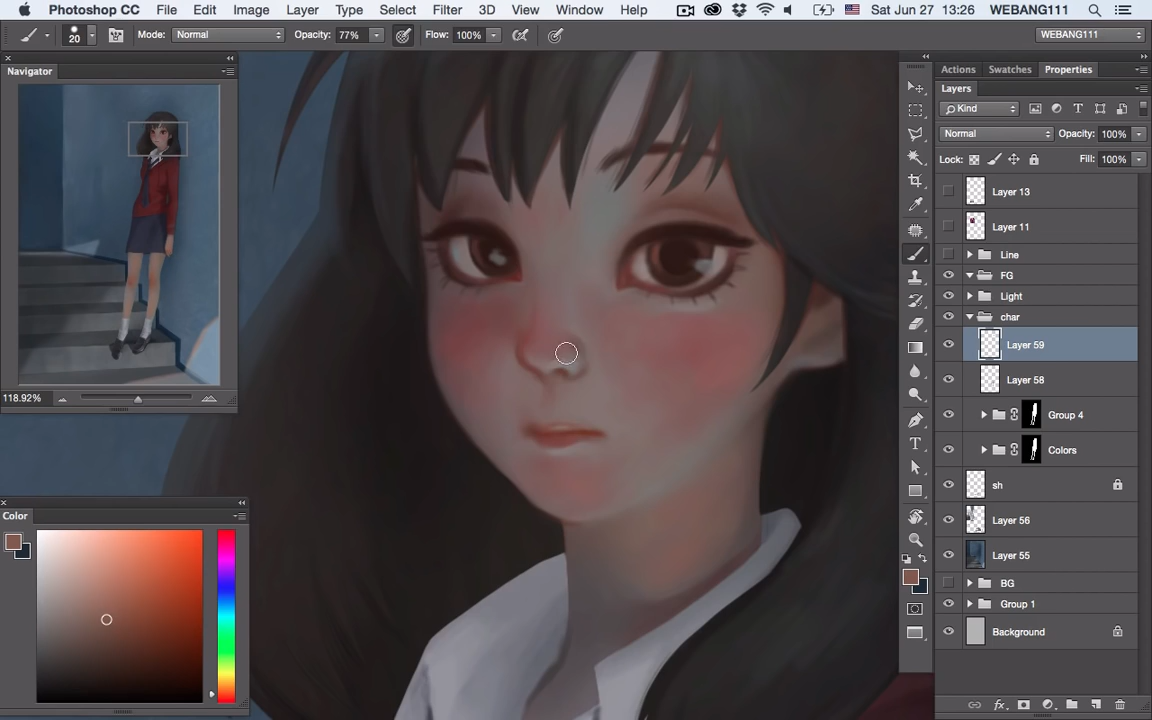 Photoshop CC File Edit Image Layer Type Select Filter 3D View Window Help Sat Jun 27 13:26 WEBANG111
20 Mode: Normal Opacity: 77% Flow: 100% WEBANG111
Navigator
118.92%
Color
Actions Swatches Properties
Layers
Kind
Normal Opacity: 100%
Lock: Fill: 100%
Layer 13
Layer 11
Line
FG
Light
char
Layer 59
Layer 58
Group 4
Colors
sh
Layer 56
Layer 55
BG
Group 1
Background